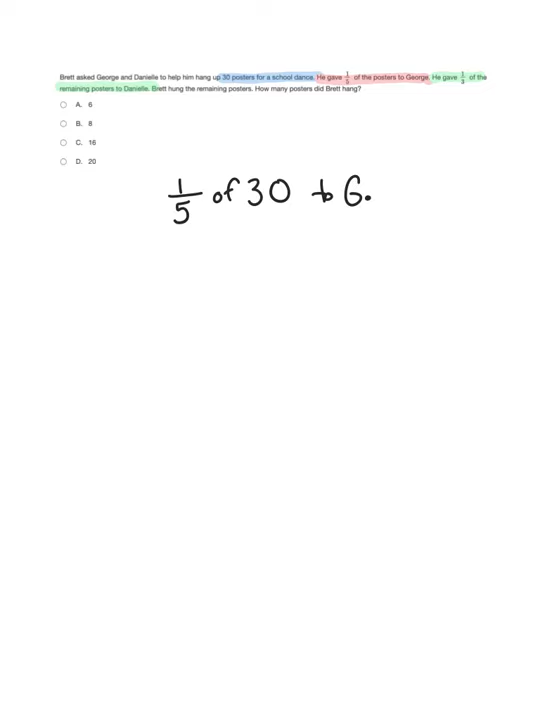 Brett asked George and Danielle to help him hang up 30 posters for a school dance. He gave 1/5 of the posters to George. He gave 1/3 of the
remaining posters to Danielle. Brett hung the remaining posters. How many posters did Brett hang?
A. 6
B. 8
C. 16
D. 20
1/5 of 30 to G.